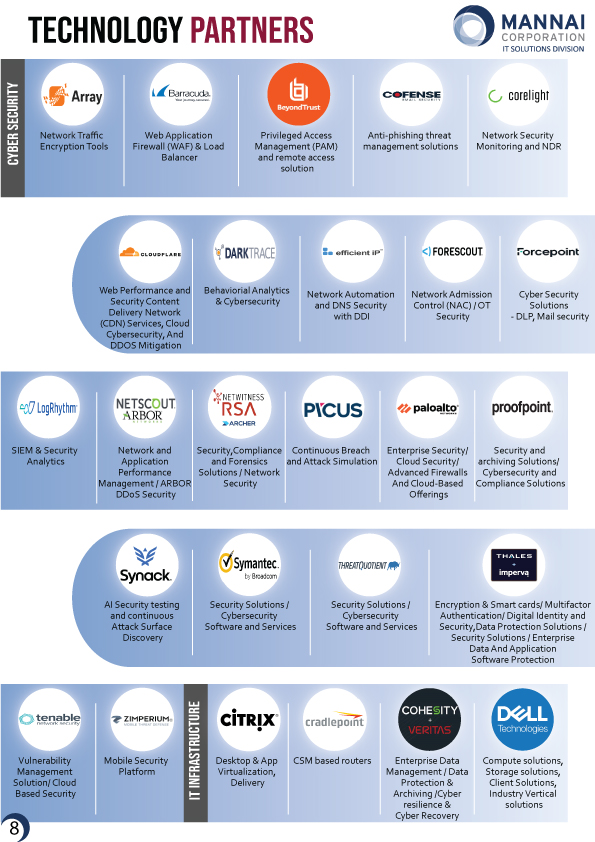 TECHNOLOGY PARTNERS
MANNAI
CORPORATION
IT SOLUTIONS DIVISION
CYBER SECURITY
Array
Network Traffic
Encryption Tools
Barracuda
Your journey, secured.
Web Application
Firewall (WAF) & Load
Balancer
BeyondTrust
Privileged Access
Management (PAM)
and remote access
solution
COFENSE
EMAIL SECURITY
Anti-phishing threat
management solutions
corelight
Network Security
Monitoring and NDR
CLOUDFLARE
Web Performance and
Security Content
Delivery Network
(CDN) Services, Cloud
Cybersecurity, And
DDOS Mitigation
DARKTRACE
Behaviorial Analytics
& Cybersecurity
efficient iP™
Network Automation
and DNS Security
with DDI
FORESCOUT
Network Admission
Control (NAC) / OT
Security
Forcepoint
Cyber Security
Solutions
- DLP, Mail security
LogRhythm
SIEM & Security
Analytics
NETSCOUT
ARBOR
NETWORKS
Network and
Application
Performance
Management / ARBOR
DDoS Security
NETWITNESS
RSA
ARCHER
Security,Compliance
and Forensics
Solutions / Network
Security
PICUS
Continuous Breach
and Attack Simulation
paloalto
NETWORKS
Enterprise Security/
Cloud Security/
Advanced Firewalls
And Cloud-Based
Offerings
proofpoint.
Security and
archiving Solutions/
Cybersecurity and
Compliance Solutions
Synack
AI Security testing
and continuous
Attack Surface
Discovery
Symantec.
by Broadcom
Security Solutions /
Cybersecurity
Software and Services
THREATQUOTIENT
Security Solutions /
Cybersecurity
Software and Services
THALES
+
imperva
Encryption & Smart cards/ Multifactor
Authentication/ Digital Identity and
Security,Data Protection Solutions /
Security Solutions / Enterprise
Data And Application
Software Protection
tenable
network security
Vulnerability
Management
Solution/ Cloud
Based Security
ZIMPERIUM
MOBILE THREAT DEFENSE
Mobile Security
Platform
IT INFRASTRUCTURE
CITRIX®
Desktop & App
Virtualization,
Delivery
cradlepoint
CSM based routers
COHESITY
+
VERITAS
Enterprise Data
Management / Data
Protection &
Archiving /Cyber
resilience &
Cyber Recovery
DELL
Technologies
Compute solutions,
Storage solutions,
Client Solutions,
Industry Vertical
solutions
8